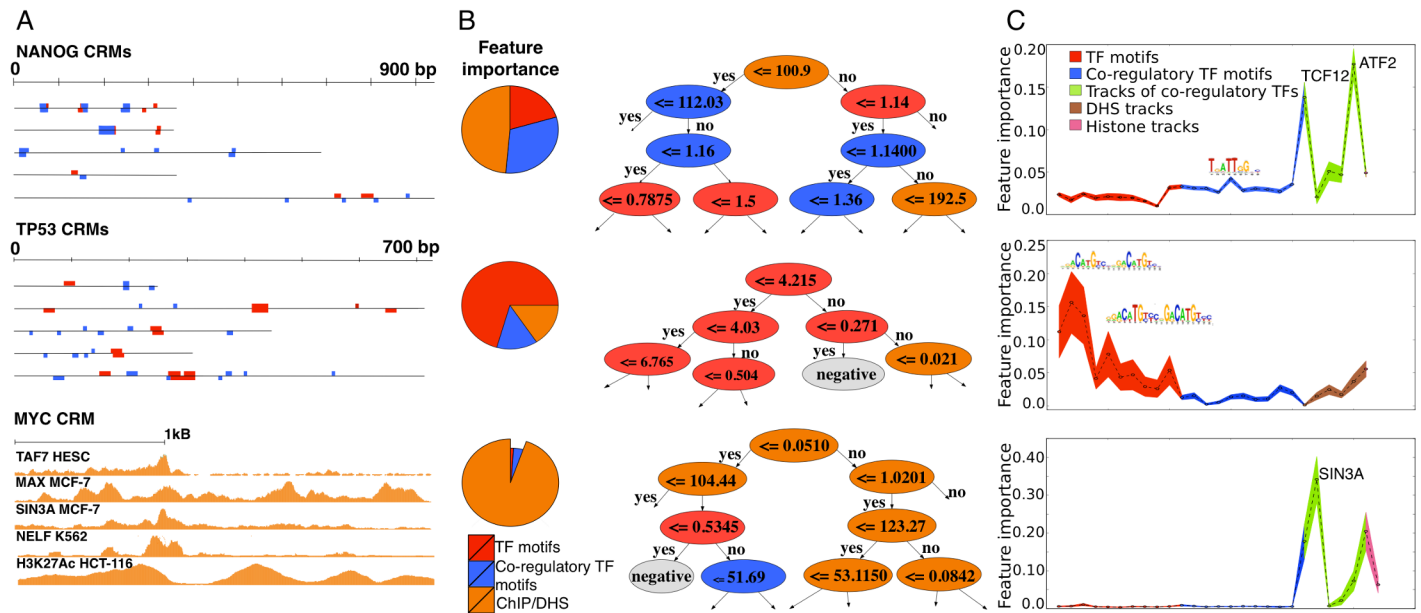 A
NANOG CRMs
0
900 bp
TP53 CRMs
0
700 bp
MYC CRM
1kB
TAF7 HESC
MAX MCF-7
SIN3A MCF-7
NELF K562
H3K27Ac HCT-116
B
Feature
importance
<= 100.9
yes
no
<= 112.03
<= 1.14
yes
no
yes
no
<= 1.16
<= 1.1400
yes
no
yes
no
<= 0.7875
<= 1.5
<= 1.36
<= 192.5
<= 4.215
yes
no
<= 4.03
<= 0.271
yes
no
yes
no
<= 6.765
<= 0.504
negative
<= 0.021
<= 0.0510
yes
no
<= 104.44
<= 1.0201
yes
yes
no
<= 0.5345
<= 123.27
yes
no
yes
no
negative
<= 51.69
<= 53.1150
<= 0.0842
TF motifs
Co-regulatory TF
motifs
ChIP/DHS
C
Feature importance
0.20
0.15
0.10
0.05
0.0
TF motifs
Co-regulatory TF motifs
Tracks of co-regulatory TFs
DHS tracks
Histone tracks
TCF12
ATF2
Feature importance
0.25
0.20
0.15
0.10
0.05
0.0
Feature importance
0.40
0.30
0.20
0.10
0.0
SIN3A